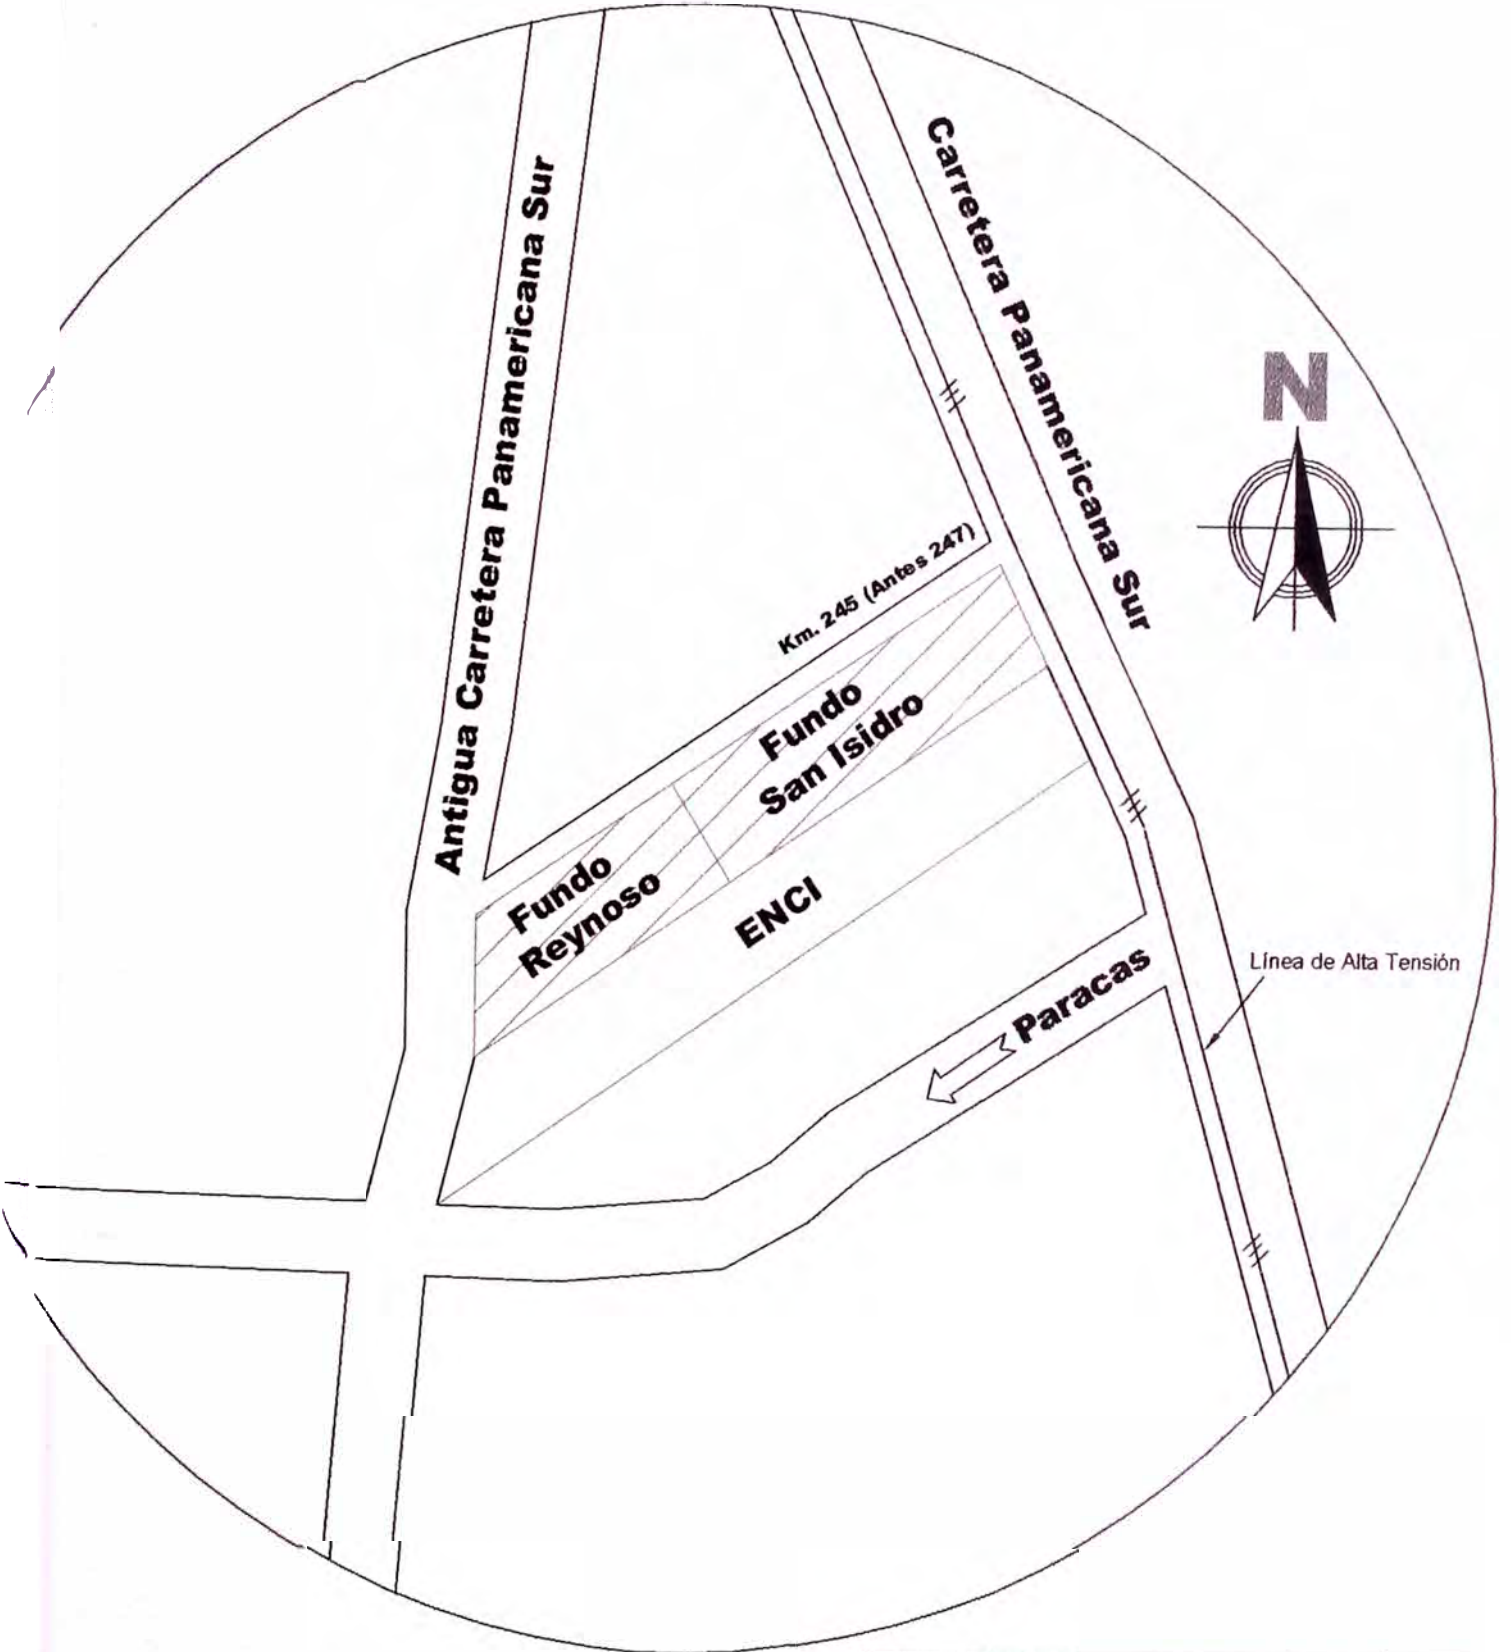 Antigua Carretera Panamericana Sur
Carretera Panamericana Sur
N
Km. 245 (Antes 247)
Fundo
San Isidro
Fundo
Reynoso
ENCI
Paracas
Línea de Alta Tensión